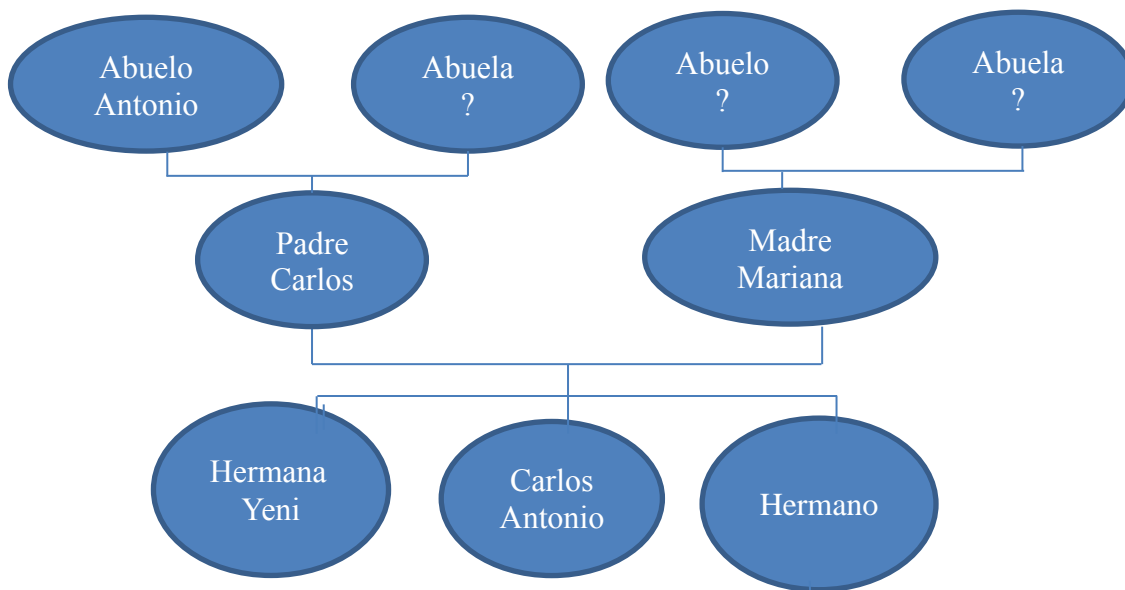 Abuelo
Antonio
Abuela
?
Abuelo
?
Abuela
?
Padre
Carlos
Madre
Mariana
Hermana
Yeni
Carlos
Antonio
Hermano